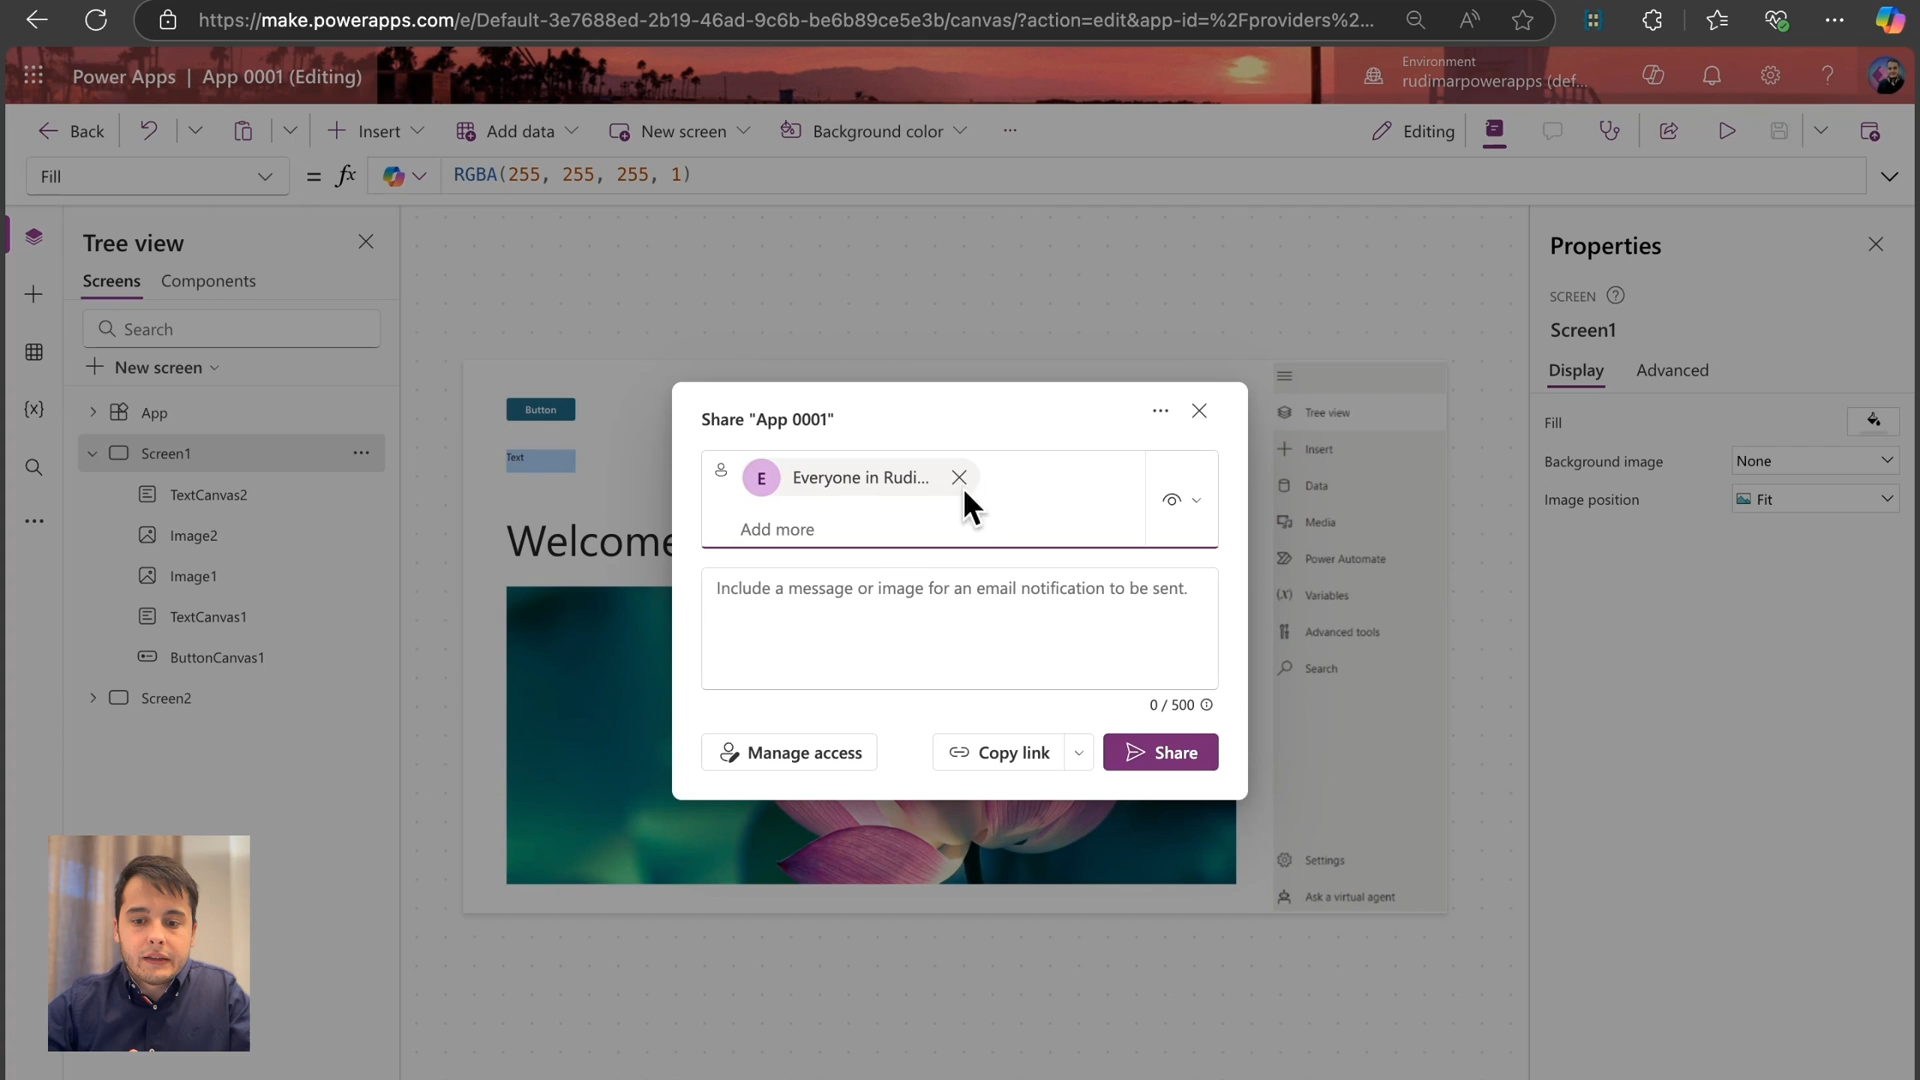 https://make.powerapps.com/e/Default-3e7688ed-2b19-46ad-9c6b-be6b89ce5e3b/canvas/?action=edit&app-id=%2Fproviders%2...
Power Apps | App 0001 (Editing)
Environment
rudimarpowerapps (def...
Back
Insert
Add data
New screen
Background color
Editing
Fill
= fx
RGBA(255, 255, 255, 1)
Tree view
Screens
Components
Search
New screen
App
Screen1
TextCanvas2
Image2
Image1
TextCanvas1
ButtonCanvas1
Screen2
Button
Text
Welcome
Share "App 0001"
E
Everyone in Rudi...
Add more
Include a message or image for an email notification to be sent.
0 / 500
Manage access
Copy link
Share
Tree view
Insert
Data
Media
Power Automate
Variables
Advanced tools
Search
Settings
Ask a virtual agent
Properties
SCREEN
Screen1
Display
Advanced
Fill
Background image
None
Image position
Fit